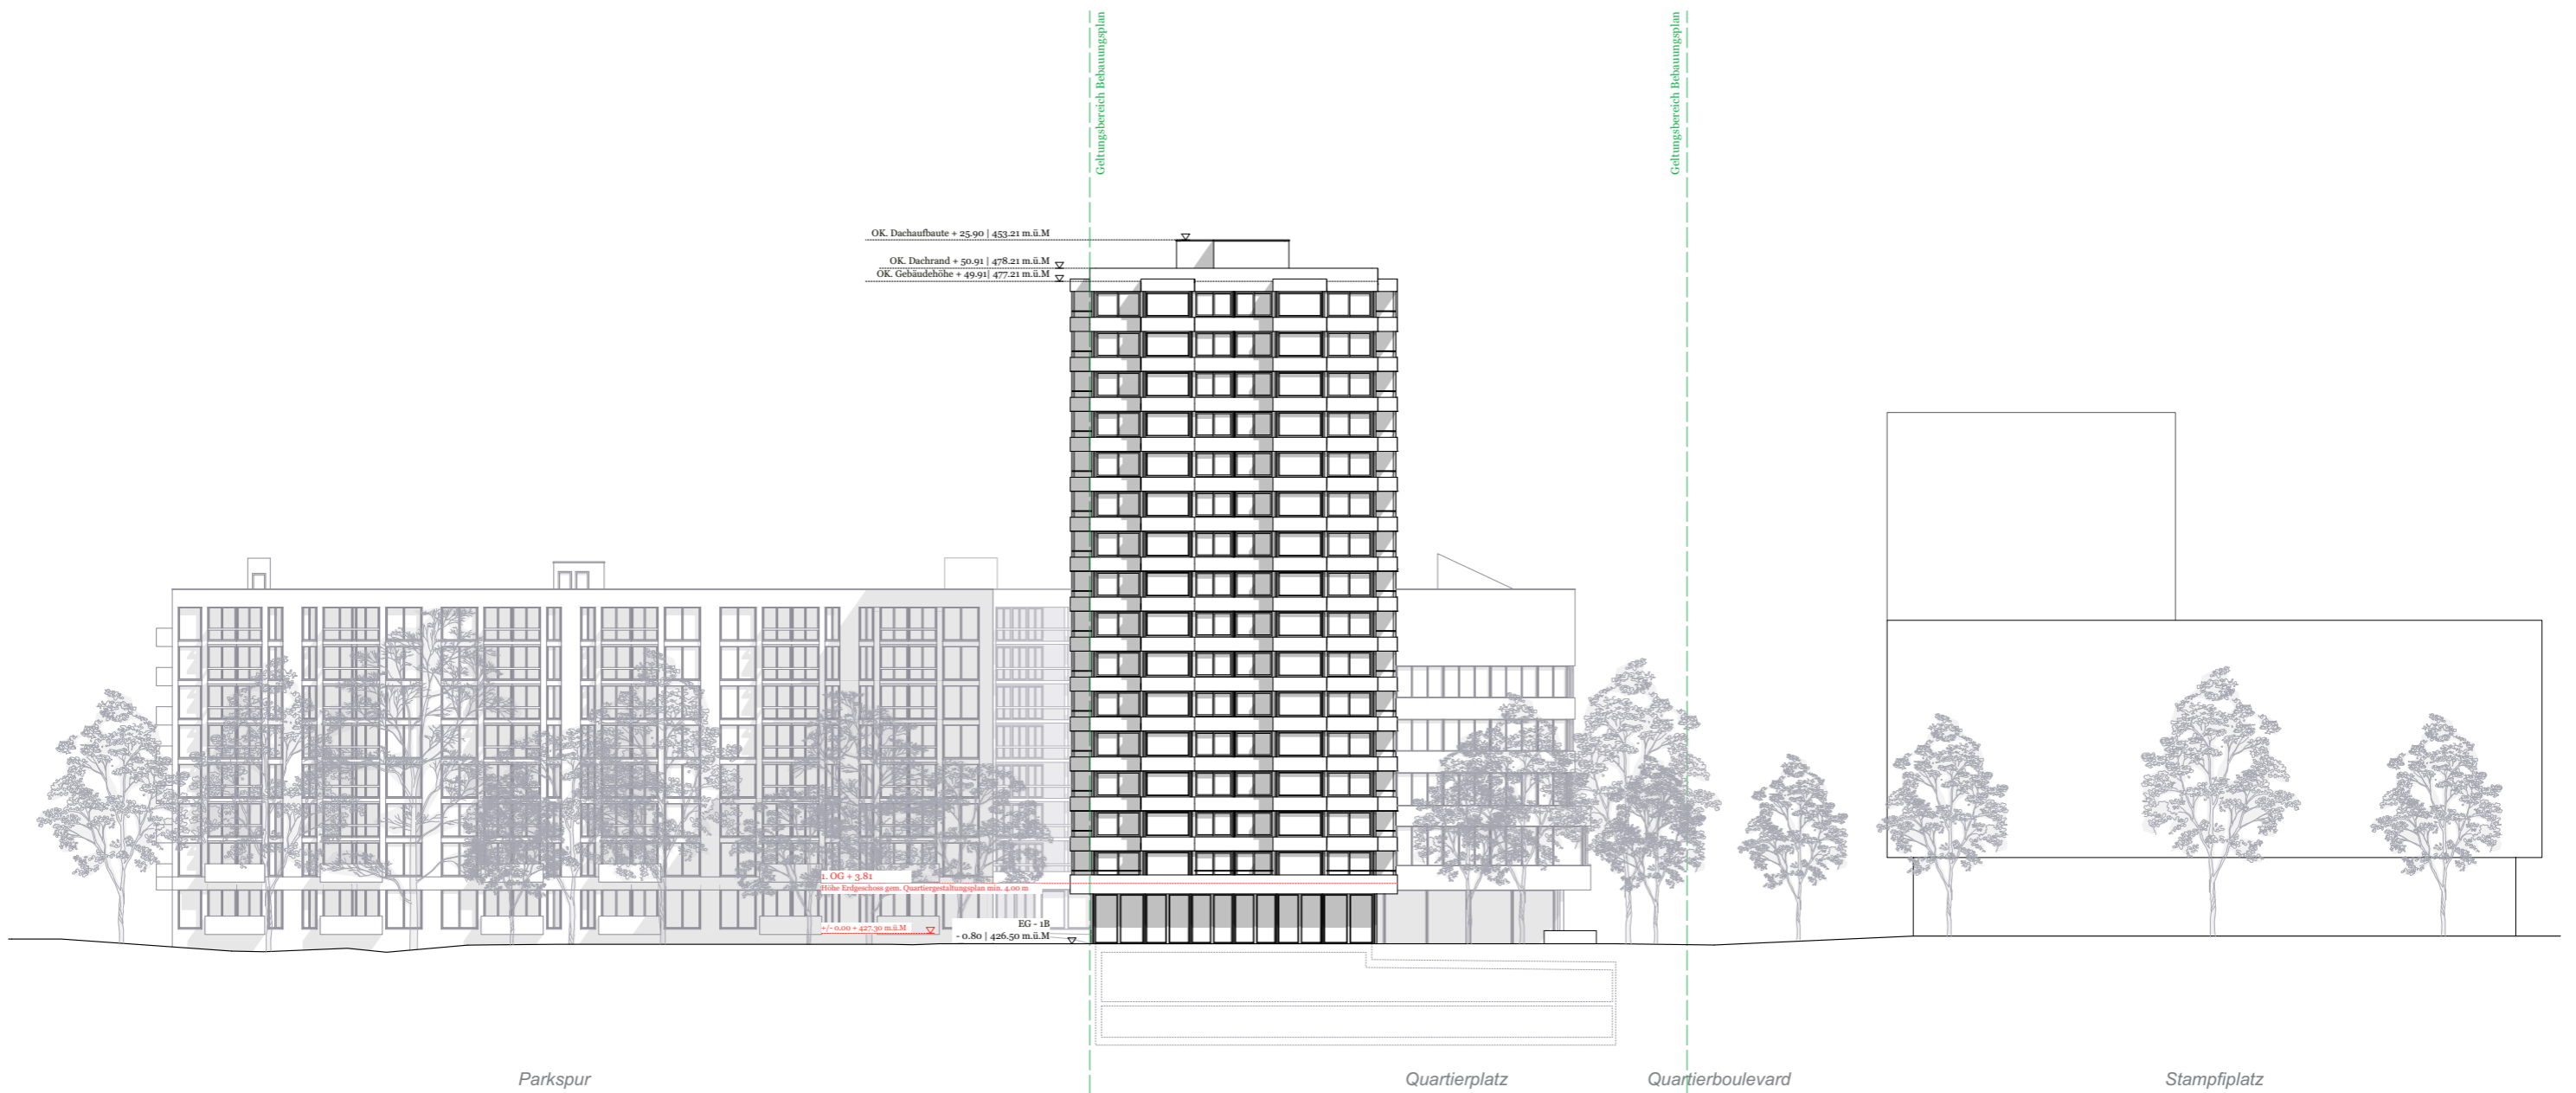 Geltungsbereich Bebauungsplan
Geltungsbereich Bebauungsplan
OK. Dachaufbaute + 25.90 | 453.21 m.ü.M
OK. Dachrand + 50.91 | 478.21 m.ü.M
OK. Gebäudehöhe + 49.91| 477.21 m.ü.M
1. OG + 3.81
Höhe Erdgeschoss gem. Quartiergestaltungsplan min. 4.00 m
+/- 0.00 + 427.30 m.ü.M
EG - 1B
- 0.80 | 426.50 m.ü.M
Parkspur
Quartierplatz
Quartierboulevard
Stampfiplatz